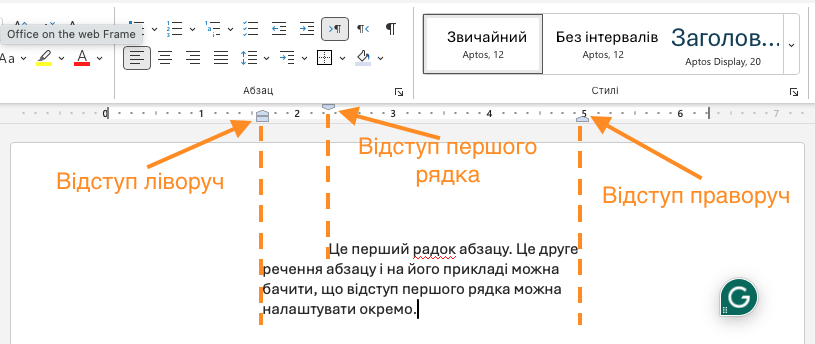 Office on the web Frame
Aa
A
Абзац
Звичайний
Aptos, 12
Без інтервалів
Aptos, 12
Заголов...
Aptos Display, 20
Стилі
0 1 2 3 4 5 6 7
Відступ ліворуч
Відступ першого
рядка
Відступ праворуч
Це перший радок абзацу. Це друге
речення абзацу і на його прикладі можна
бачити, що відступ першого рядка можна
налаштувати окремо.